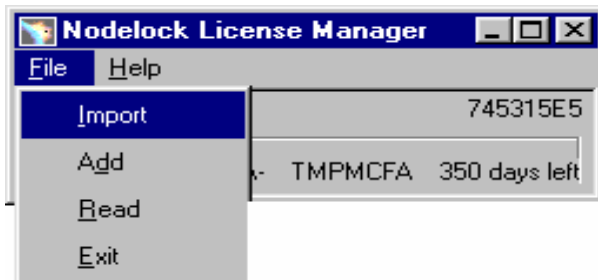 Nodelock License Manager
File Help
Import
745315E5
Add
TMPMCFA 350 days left
Read
Exit